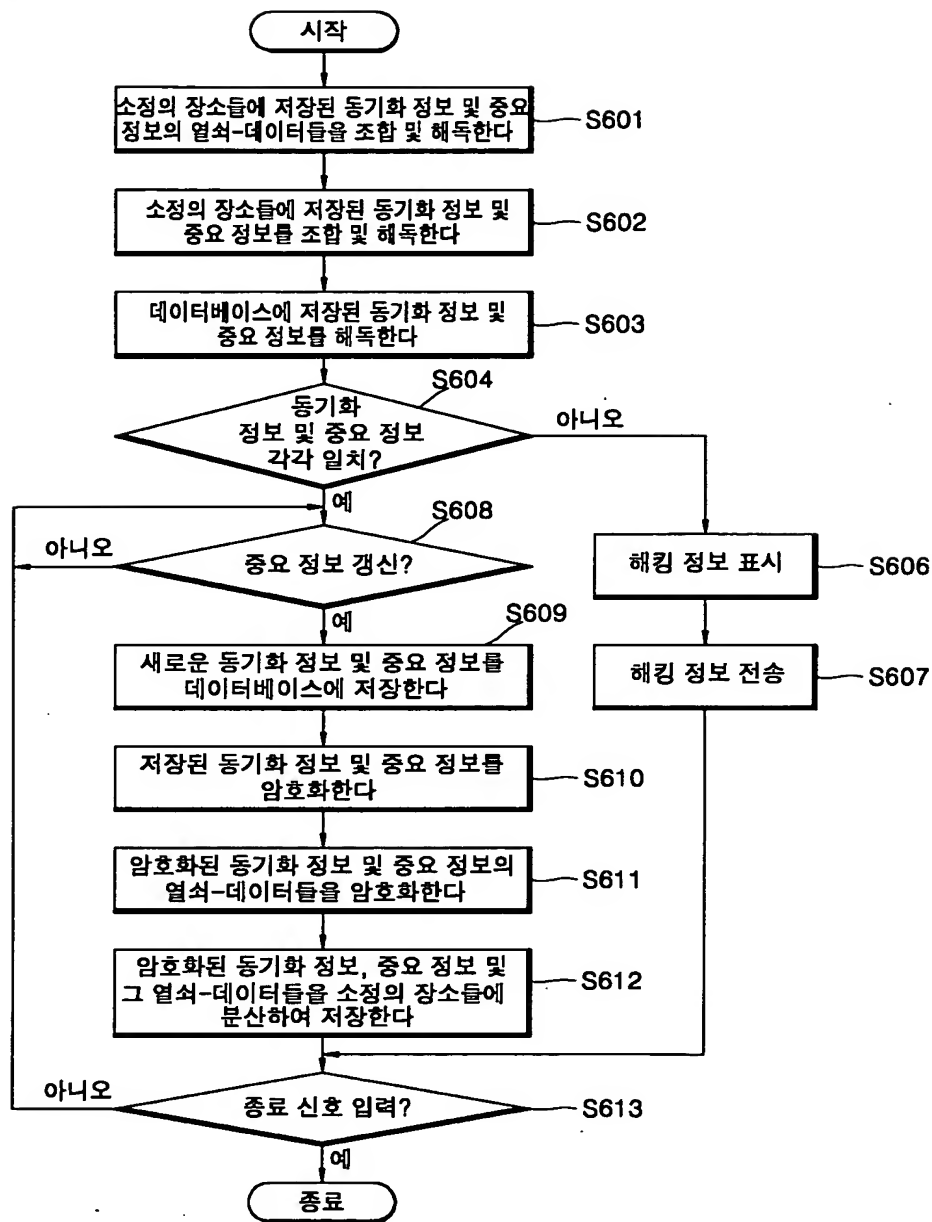 시작
소정의 장소들에 저장된 동기화 정보 및 중요
정보의 열쇠-데이터들을 조합 및 해독한다
S601
소정의 장소들에 저장된 동기화 정보 및
중요 정보를 조합 및 해독한다
S602
데이터베이스에 저장된 동기화 정보 및
중요 정보를 해독한다
S603
S604
동기화
정보 및 중요 정보
각각 일치?
아니오
예
S608
아니오
중요 정보 갱신?
해킹 정보 표시
S606
예
S609
새로운 동기화 정보 및 중요 정보를
데이터베이스에 저장한다
해킹 정보 전송
S607
저장된 동기화 정보 및 중요 정보를
암호화한다
S610
암호화된 동기화 정보 및 중요 정보의
열쇠-데이터들을 암호화한다
S611
암호화된 동기화 정보, 중요 정보 및
그 열쇠-데이터들을 소정의 장소들에
분산하여 저장한다
S612
아니오
종료 신호 입력?
S613
예
종료